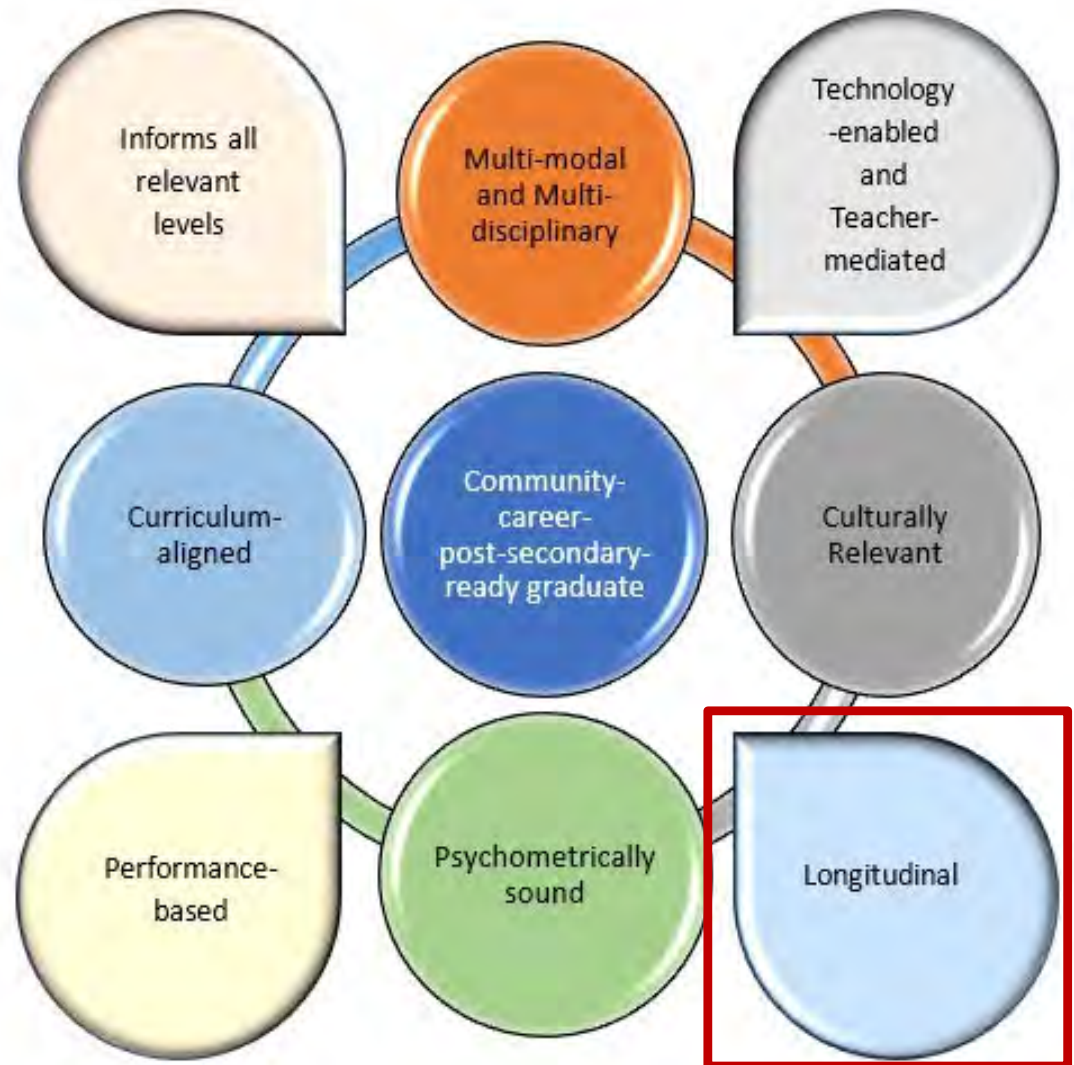 Informs all
relevant
levels
Multi-modal
and Multi-
disciplinary
Technology
-enabled
and
Teacher-
mediated
Curriculum-
aligned
Community-
career-
post-secondary-
ready graduate
Culturally
Relevant
Performance-
based
Psychometrically
sound
Longitudinal